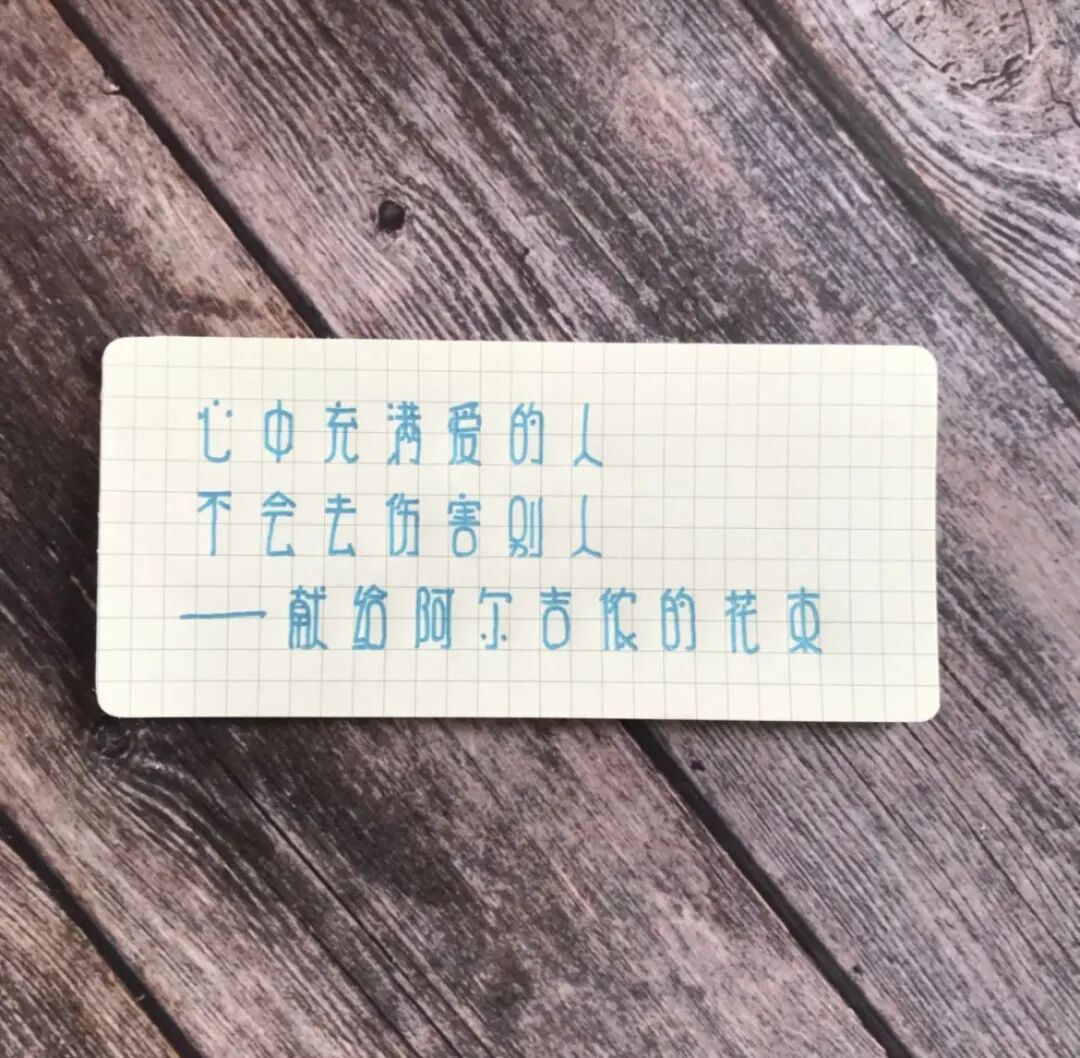 心中充满爱的人
不会去伤害别人
——献给阿尔吉侬的花束